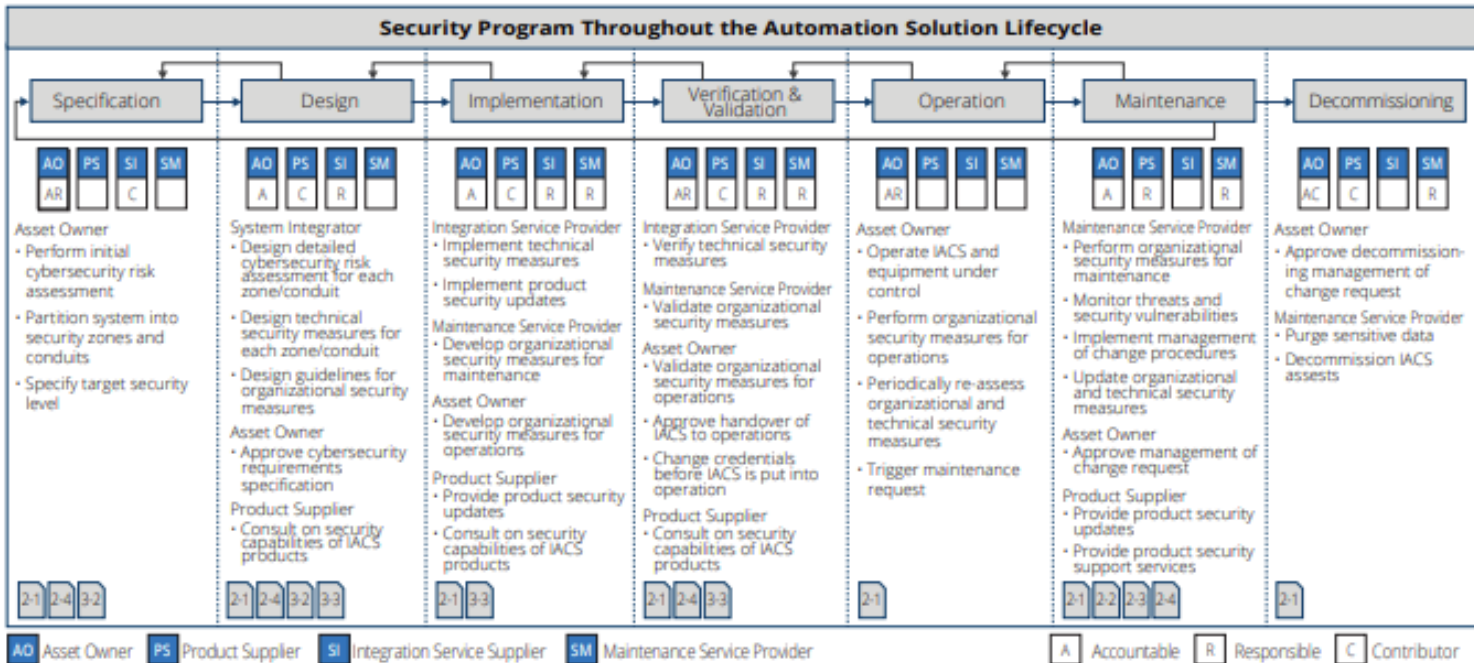 Security Program Throughout the Automation Solution Lifecycle
Specification
Design
Implementation
Verification &
Validation
Operation
Maintenance
Decommissioning
AO PS SI SM
AR C
Asset Owner
• Perform initial
cybersecurity risk
assessment
• Partition system into
security zones and
conduits
• Specify target security
level
2-1 2-4 3-2
AO PS SI SM
A C R
System Integrator
• Design detailed
cybersecurity risk
assessment for each
zone/conduit
• Design technical
security measures for
each zone/conduit
• Design guidelines for
organizational security
measures
Asset Owner
• Approve cybersecurity
requirements
specification
Product Supplier
• Consult on security
capabilities of IACS
products
2-1 2-4 3-2 3-3
AO PS SI SM
A C R R
Integration Service Provider
• Implement technical
security measures
• Implement product
security updates
Maintenance Service Provider
• Develop organizational
security measures for
maintenance
Asset Owner
• Develop organizational
security measures for
operations
Product Supplier
• Provide product security
updates
• Consult on security
capabilities of IACS
products
2-1 3-3
AO PS SI SM
AR C R R
Integration Service Provider
• Verify technical security
measures
Maintenance Service Provider
• Validate organizational
security measures
Asset Owner
• Validate organizational
security measures for
operations
• Approve handover of
IACS to operations
• Change credentials
before IACS is put into
operation
Product Supplier
• Consult on security
capabilities of IACS
products
2-1 2-4 3-3
AO PS SI SM
AR
Asset Owner
• Operate IACS and
equipment under
control
• Perform organizational
security measures for
operations
• Periodically re-assess
organizational and
technical security
measures
• Trigger maintenance
request
2-1
AO PS SI SM
A R R
Maintenance Service Provider
• Perform organizational
security measures for
maintenance
• Monitor threats and
security vulnerabilities
• Implement management
of change procedures
• Update organizational
and technical security
measures
Asset Owner
• Approve management of
change request
Product Supplier
• Provide product security
updates
• Provide product security
support services
2-1 2-2 2-3 2-4
AO PS SI SM
AC C R
Asset Owner
• Approve decommission-
ing management of
change request
Maintenance Service Provider
• Purge sensitive data
• Decommission IACS
assests
2-1
AO Asset Owner PS Product Supplier SI Integration Service Supplier SM Maintenance Service Provider A Accountable R Responsible C Contributor